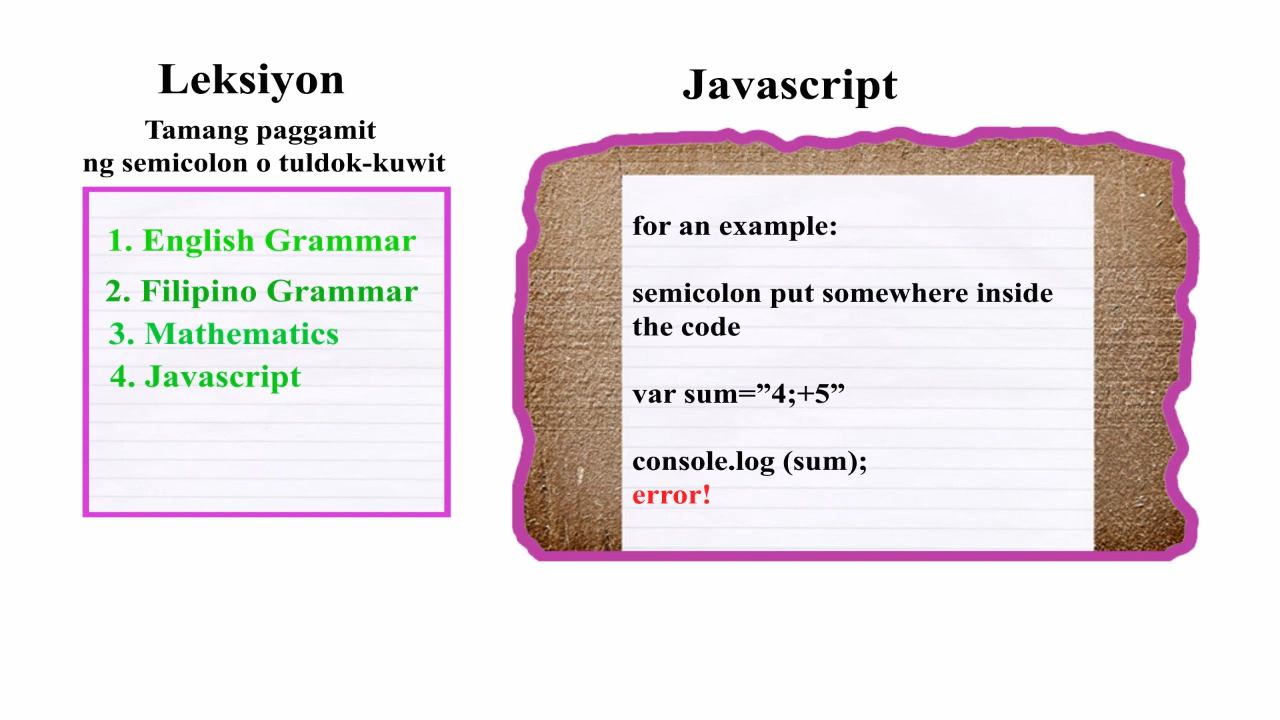 Leksiyon
Tamang paggamit
ng semicolon o tuldok-kuwit
1. English Grammar
2. Filipino Grammar
3. Mathematics
4. Javascript
Javascript
for an example:
semicolon put somewhere inside
the code
var sum=”4;+5”
console.log (sum);
error!